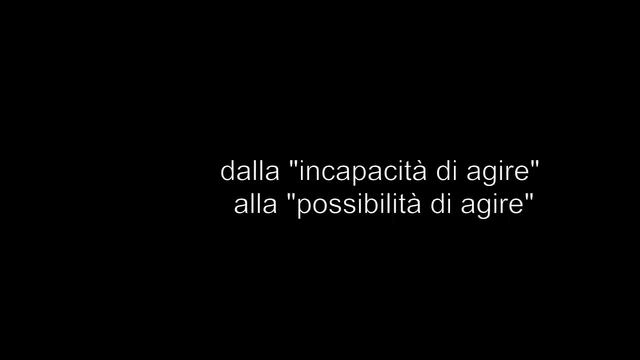 dalla "incapacità di agire"
alla "possibilità di agire"